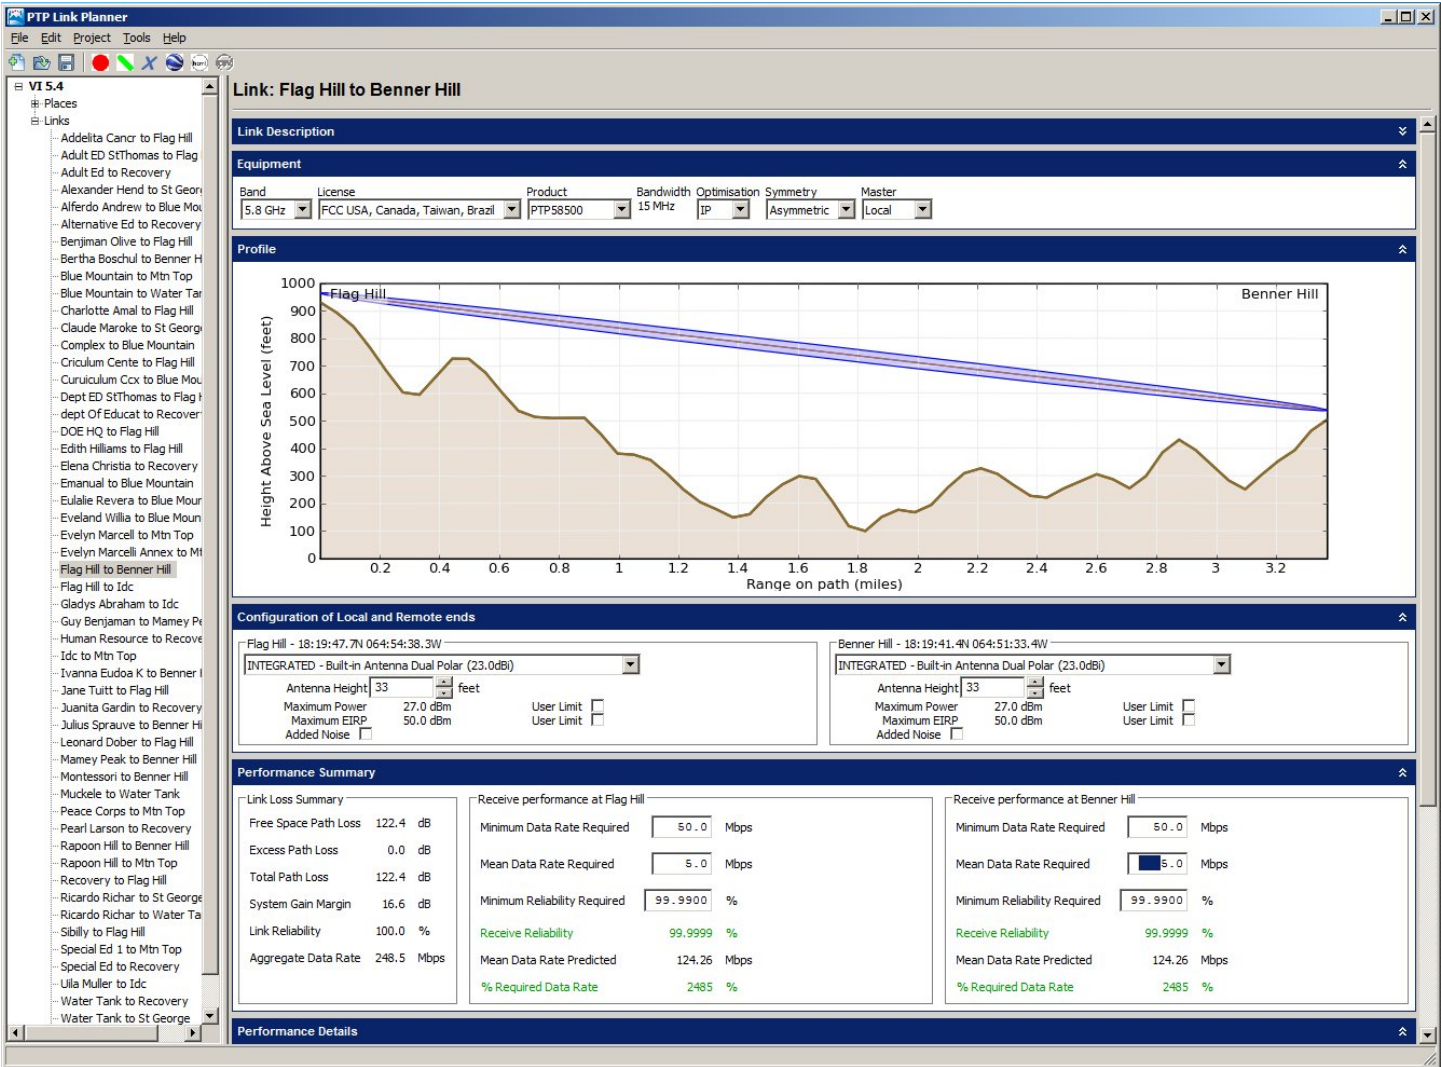 PTP Link Planner
File Edit Project Tools Help
VI 5.4
Places
Links
Addelita Cancr to Flag Hill
Adult ED StThomas to Flag
Adult Ed to Recovery
Alexander Hend to St Geor
Alferdo Andrew to Blue Mou
Alternative Ed to Recovery
Benjiman Olive to Flag Hill
Bertha Boschul to Benner H
Blue Mountain to Mtn Top
Blue Mountain to Water Tar
Charlotte Amal to Flag Hill
Claude Maroke to St George
Complex to Blue Mountain
Criculum Cente to Flag Hill
Curuiculum Ccx to Blue Mou
Dept ED StThomas to Flag H
dept Of Educat to Recover
DOE HQ to Flag Hill
Edith Hilliams to Flag Hill
Elena Christia to Recovery
Emanual to Blue Mountain
Eulalie Revera to Blue Mour
Eveland Willia to Blue Moun
Evelyn Marcell to Mtn Top
Evelyn Marcelli Annex to Mt
Flag Hill to Benner Hill
Flag Hill to Idc
Gladys Abraham to Idc
Guy Benjaman to Mamey Pe
Human Resource to Recove
Idc to Mtn Top
Ivanna Eudoa K to Benner
Jane Tuitt to Flag Hill
Juanita Gardin to Recovery
Julius Sprauve to Benner Hi
Leonard Dober to Flag Hill
Mamey Peak to Benner Hill
Montessori to Benner Hill
Muckele to Water Tank
Peace Corps to Mtn Top
Pearl Larson to Recovery
Rapoon Hill to Benner Hill
Rapoon Hill to Mtn Top
Recovery to Flag Hill
Ricardo Richar to St George
Ricardo Richar to Water Ta
Sibilly to Flag Hill
Special Ed 1 to Mtn Top
Special Ed to Recovery
Uila Muller to Idc
Water Tank to Recovery
Water Tank to St George
Link: Flag Hill to Benner Hill
Link Description
Equipment
Band License Product Bandwidth Optimisation Symmetry Master
5.8 GHz FCC USA, Canada, Taiwan, Brazil PTP58500 15 MHz IP Asymmetric Local
Profile
Height Above Sea Level (feet)
1000
900
800
700
600
500
400
300
200
100
0
Flag Hill Benner Hill
0.2 0.4 0.6 0.8 1 1.2 1.4 1.6 1.8 2 2.2 2.4 2.6 2.8 3 3.2
Range on path (miles)
Configuration of Local and Remote ends
Flag Hill - 18:19:47.7N 064:54:38.3W
INTEGRATED - Built-in Antenna Dual Polar (23.0dBi)
Antenna Height 33 feet
Maximum Power 27.0 dBm User Limit
Maximum EIRP 50.0 dBm User Limit
Added Noise
Benner Hill - 18:19:41.4N 064:51:33.4W
INTEGRATED - Built-in Antenna Dual Polar (23.0dBi)
Antenna Height 33 feet
Maximum Power 27.0 dBm User Limit
Maximum EIRP 50.0 dBm User Limit
Added Noise
Performance Summary
Link Loss Summary
Free Space Path Loss 122.4 dB
Excess Path Loss 0.0 dB
Total Path Loss 122.4 dB
System Gain Margin 16.6 dB
Link Reliability 100.0 %
Aggregate Data Rate 248.5 Mbps
Receive performance at Flag Hill
Minimum Data Rate Required 50.0 Mbps
Mean Data Rate Required 5.0 Mbps
Minimum Reliability Required 99.9900 %
Receive Reliability 99.9999 %
Mean Data Rate Predicted 124.26 Mbps
% Required Data Rate 2485 %
Receive performance at Benner Hill
Minimum Data Rate Required 50.0 Mbps
Mean Data Rate Required 5.0 Mbps
Minimum Reliability Required 99.9900 %
Receive Reliability 99.9999 %
Mean Data Rate Predicted 124.26 Mbps
% Required Data Rate 2485 %
Performance Details